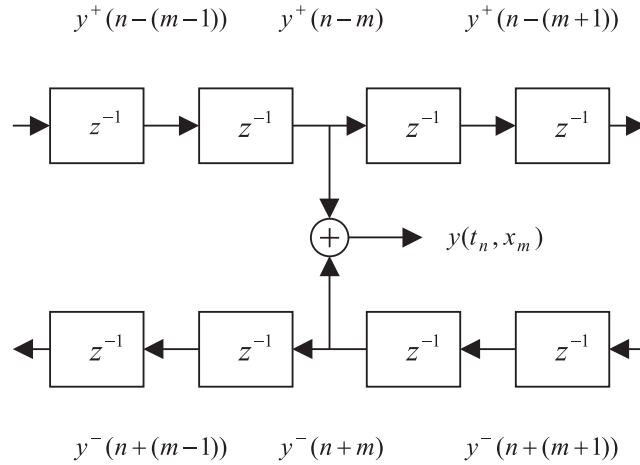 y⁺(n−(m−1)) y⁺(n−m) y⁺(n−(m+1))
z⁻¹ z⁻¹ z⁻¹ z⁻¹
+ y(tₙ, xₘ)
z⁻¹ z⁻¹ z⁻¹ z⁻¹
y⁻(n+(m−1)) y⁻(n+m) y⁻(n+(m+1))